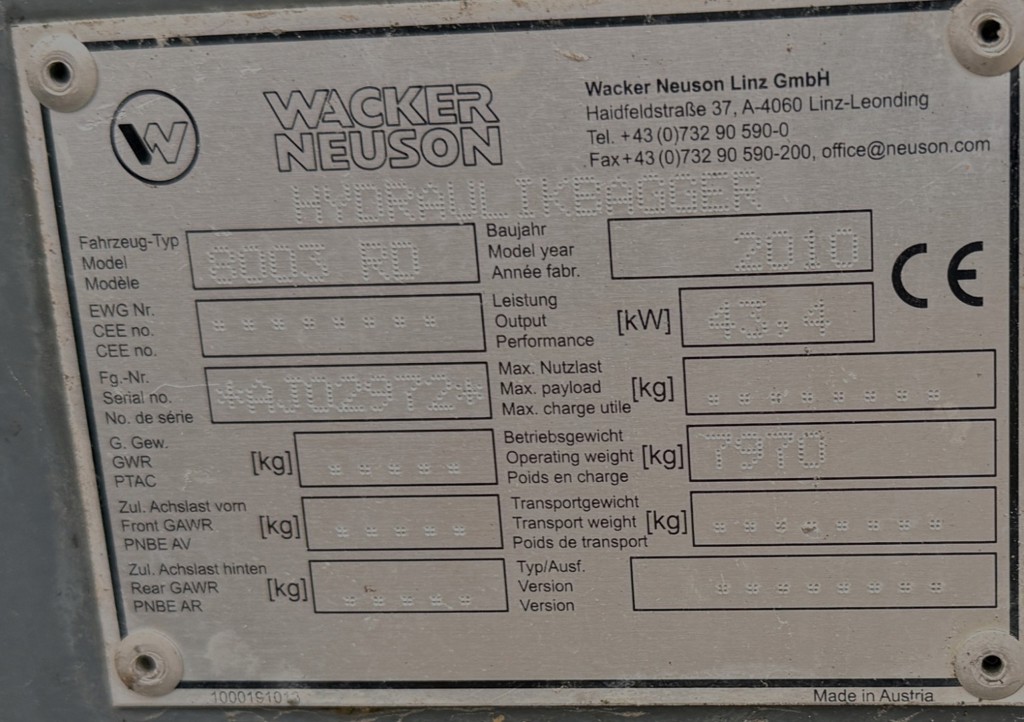 W
WACKER
NEUSON
Wacker Neuson Linz GmbH
Haidfeldstraße 37, A-4060 Linz-Leonding
Tel. +43(0)732 90 590-0
Fax+43(0)732 90 590-200, office@neuson.com
HYDRAULIKBAGGER
Fahrzeug-Typ
Model
Modèle
8003 RD
Baujahr
Model year
Année fabr.
2010
CE
EWG Nr.
CEE no.
CEE no.
Leistung
Output
Performance
[kW]
43.4
Fg.-Nr.
Serial no.
No. de série
*AJ02972*
Max. Nutzlast
Max. payload
Max. charge utile
[kg]
G. Gew.
GWR
PTAC
[kg]
Betriebsgewicht
Operating weight
Poids en charge
[kg]
7970
Zul. Achslast vorn
Front GAWR
PNBE AV
[kg]
Transportgewicht
Transport weight
Poids de transport
[kg]
Zul. Achslast hinten
Rear GAWR
PNBE AR
[kg]
Typ/Ausf.
Version
Version
Made in Austria